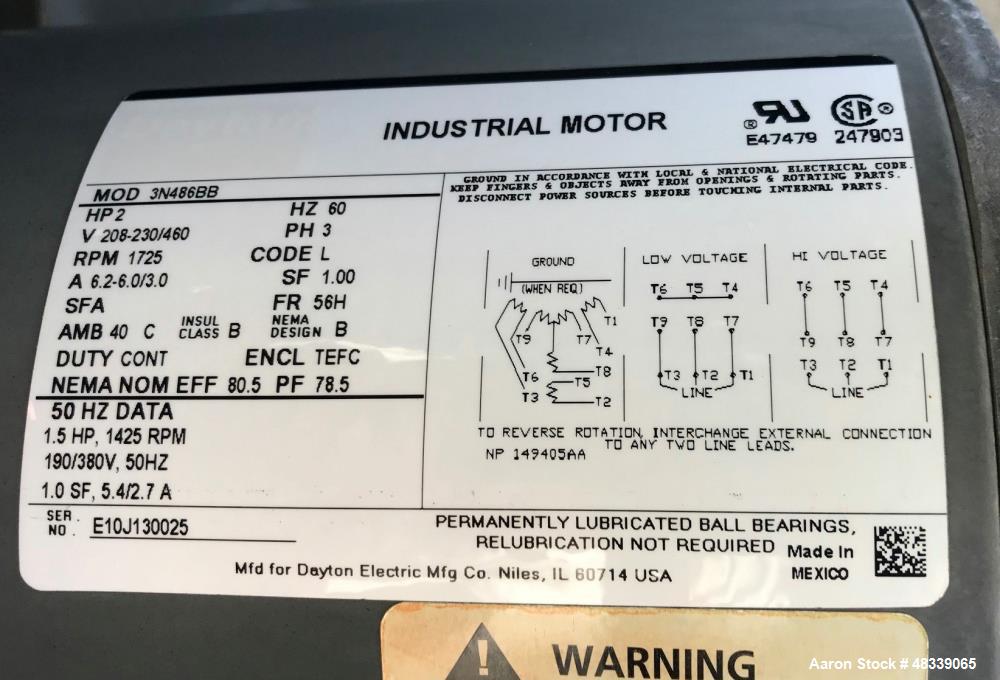 INDUSTRIAL MOTOR
® RU
E47479
SA ®
247903
MOD 3N486BB
HP 2 HZ 60
V 208-230/460 PH 3
RPM 1725 CODE L
A 6.2-6.0/3.0 SF 1.00
SFA FR 56H
AMB 40 C INSUL CLASS B NEMA DESIGN B
DUTY CONT ENCL TEFC
NEMA NOM EFF 80.5 PF 78.5
50 HZ DATA
1.5 HP, 1425 RPM
190/380V, 50HZ
1.0 SF, 5.4/2.7 A
GROUND IN ACCORDANCE WITH LOCAL & NATIONAL ELECTRICAL CODE.
KEEP FINGERS & OBJECTS AWAY FROM OPENINGS & ROTATING PARTS.
DISCONNECT POWER SOURCES BEFORE TOUCHING INTERNAL PARTS.
GROUND
(WHEN REQ)
T1
T9 T7
T4
T8
T6 T5
T3 T2
LOW VOLTAGE
T6 T5 T4
T9 T8 T7
T3 T2 T1
LINE
HI VOLTAGE
T6 T5 T4
T9 T8 T7
T3 T2 T1
LINE
TO REVERSE ROTATION, INTERCHANGE EXTERNAL CONNECTION
TO ANY TWO LINE LEADS.
NP 149405AA
SER. NO. E10J130025
PERMANENTLY LUBRICATED BALL BEARINGS,
RELUBRICATION NOT REQUIRED
Made In
MEXICO
Mfd for Dayton Electric Mfg Co. Niles, IL 60714 USA
! WARNING
Aaron Stock # 48339065